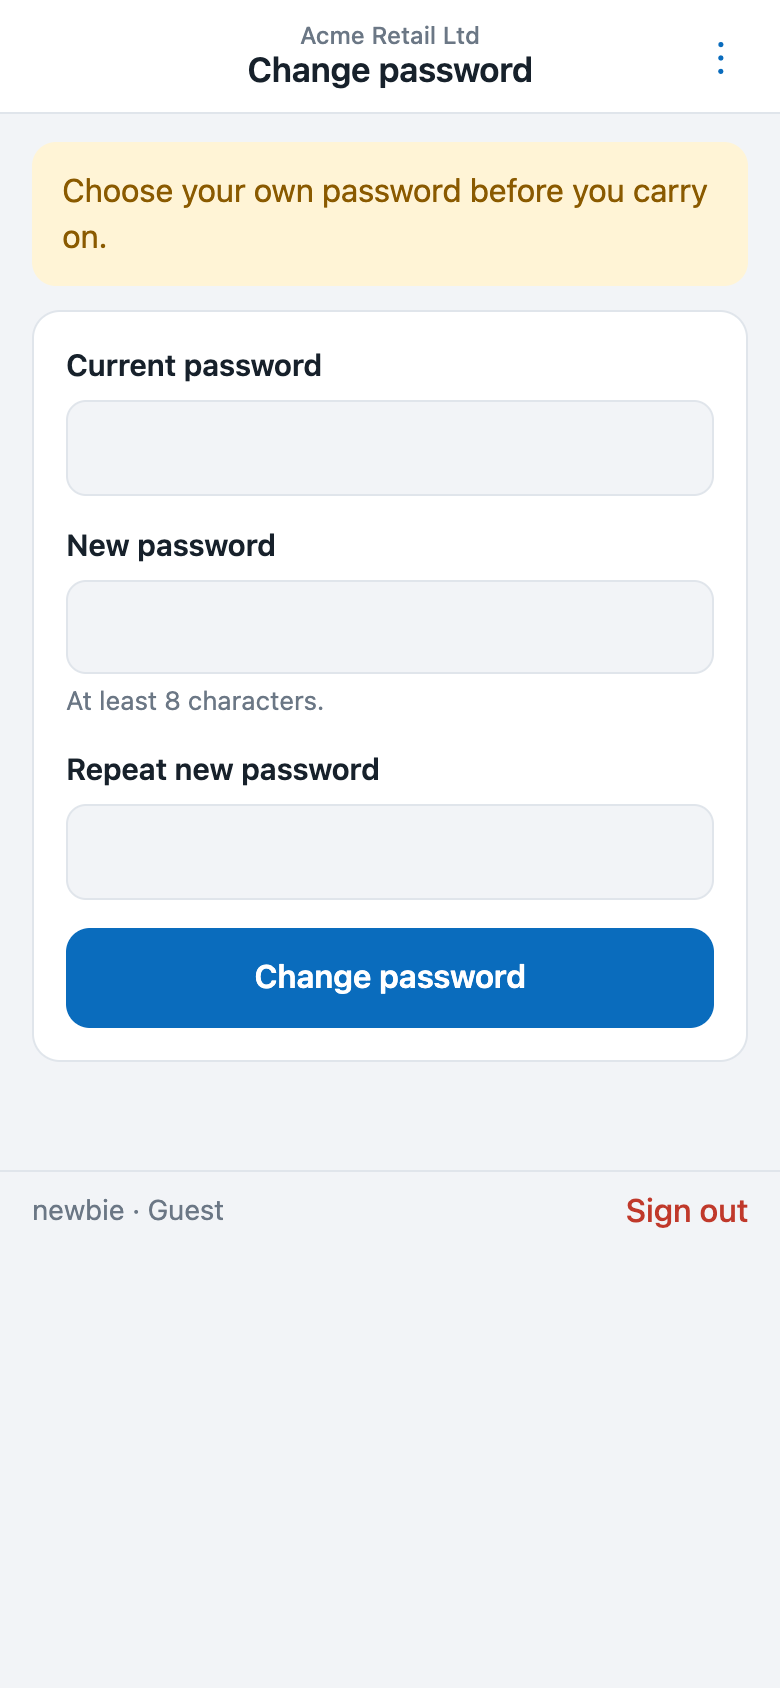 Acme Retail Ltd
Change password
Choose your own password before you carry
on.
Current password
New password
At least 8 characters.
Repeat new password
Change password
newbie · Guest
Sign out